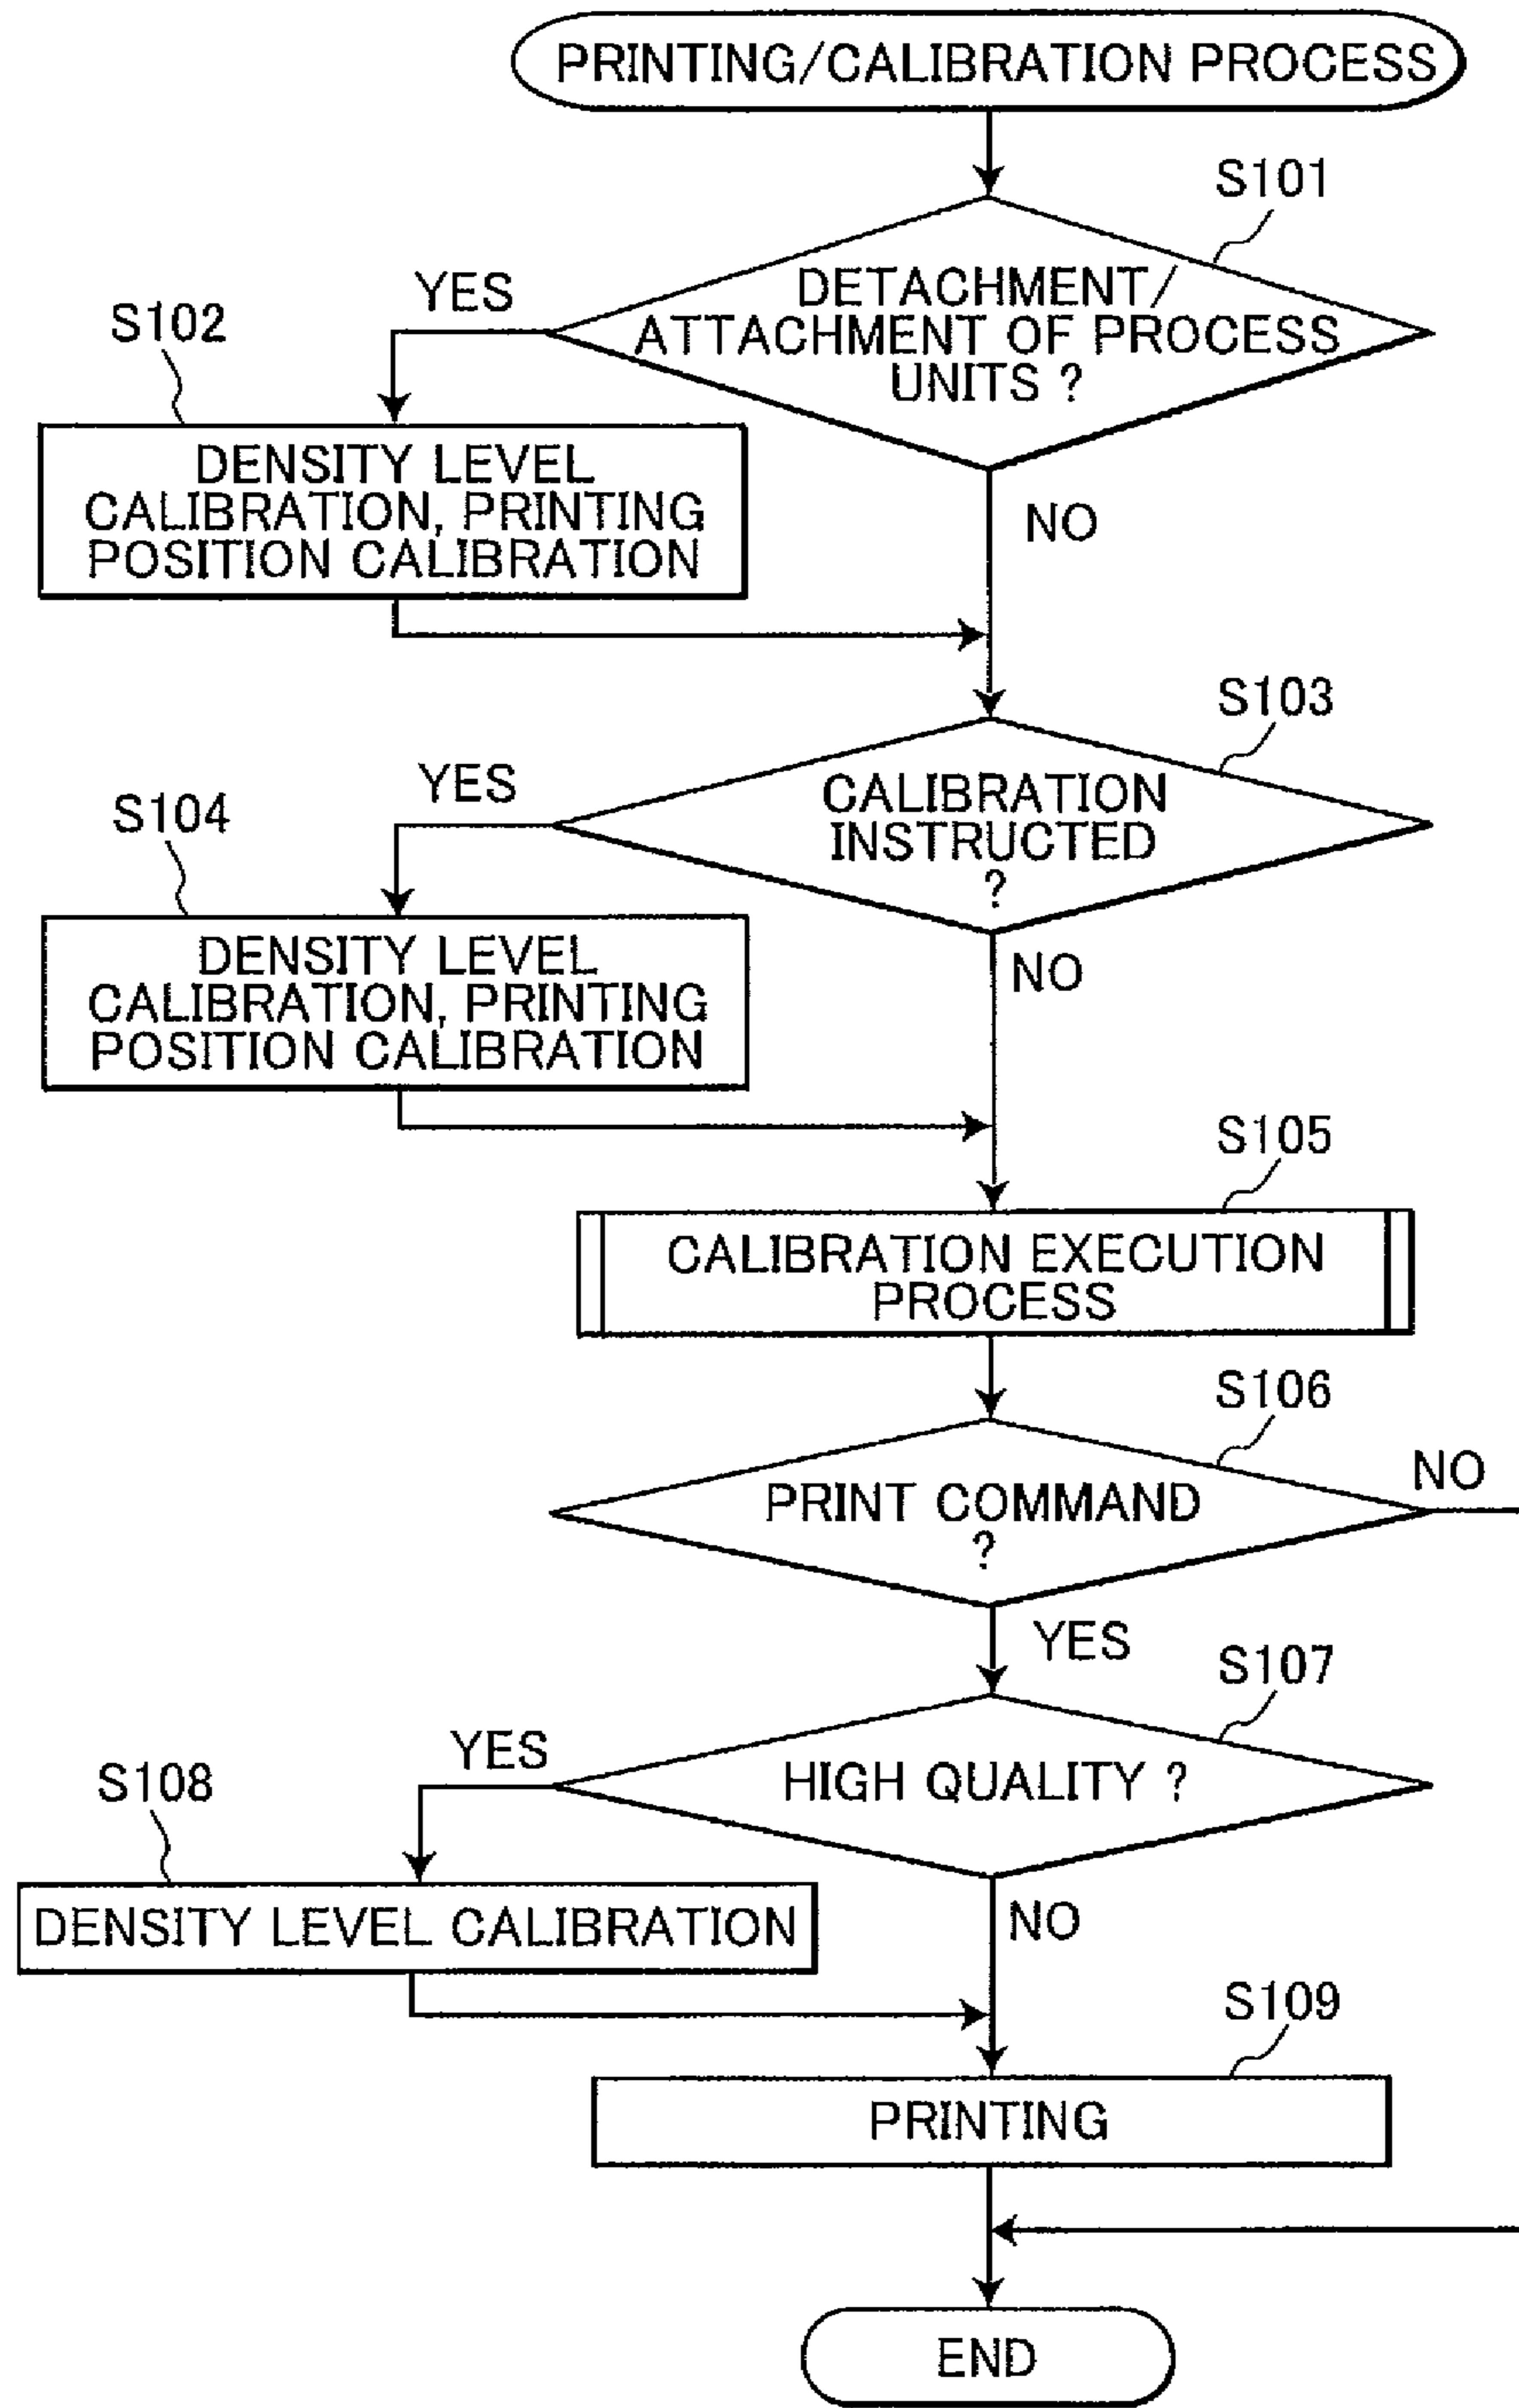 PRINTING/CALIBRATION PROCESS
S101
DETACHMENT/
ATTACHMENT OF PROCESS
UNITS ?
YES
S102
DENSITY LEVEL
CALIBRATION, PRINTING
POSITION CALIBRATION
NO
S103
CALIBRATION
INSTRUCTED
?
YES
S104
DENSITY LEVEL
CALIBRATION, PRINTING
POSITION CALIBRATION
NO
S105
CALIBRATION EXECUTION
PROCESS
S106
PRINT COMMAND
?
NO
YES
S107
HIGH QUALITY ?
YES
S108
DENSITY LEVEL CALIBRATION
NO
S109
PRINTING
END